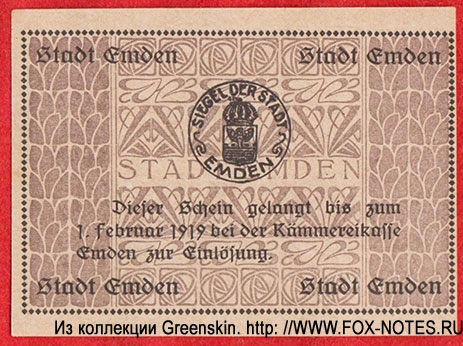 Stadt Emden Stadt Emden
SIEGEL DER STADT
EMDEN
STADT EMDEN
Dieser Schein gelangt bis zum
1. Februar 1919 bei der Kämmereikasse
Emden zur Einlösung.
Stadt Emden Stadt Emden
Из коллекции Greenskin. http: //WWW.FOX-NOTES.RU